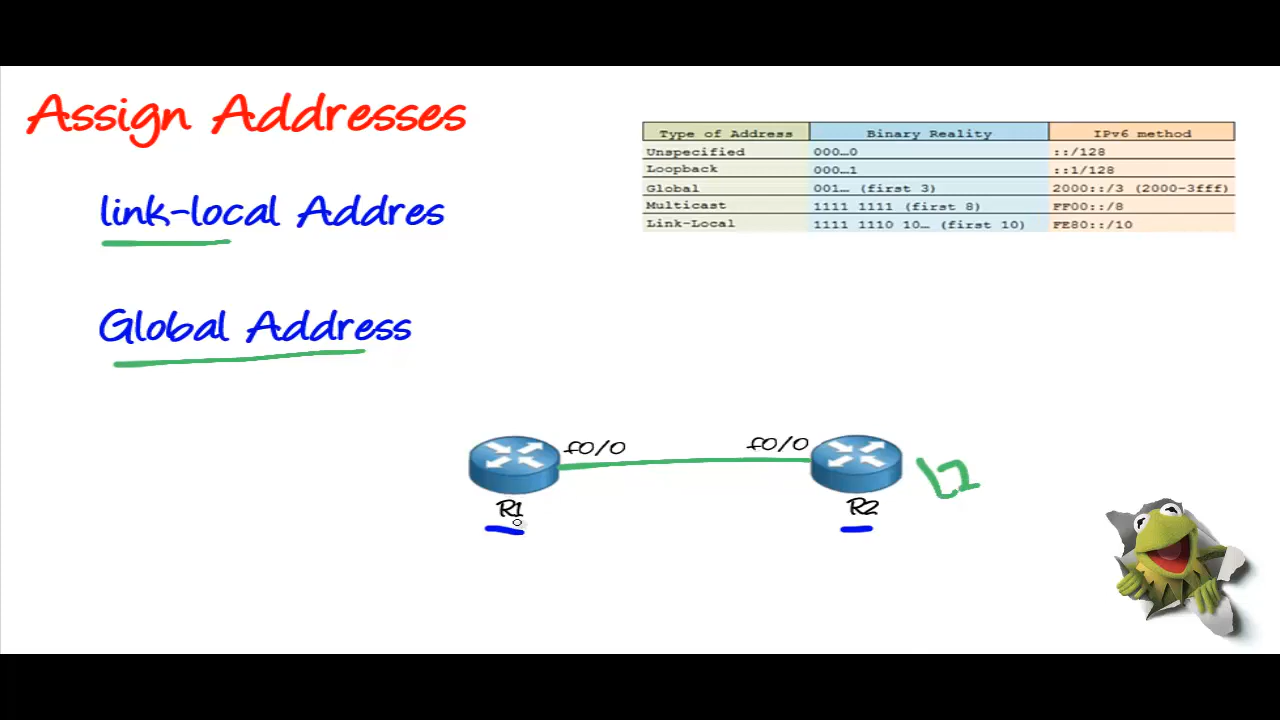 Assign Addresses
link-local Addres
Global Address
Type of Address Binary Reality IPv6 method
Unspecified 000…0 ::/128
Loopback 000…1 ::1/128
Global 001… (first 3) 2000::/3 (2000-3fff)
Multicast 1111 1111 (first 8) FF00::/8
Link-Local 1111 1110 10… (first 10) FE80::/10
f0/0 f0/0
R1 R2